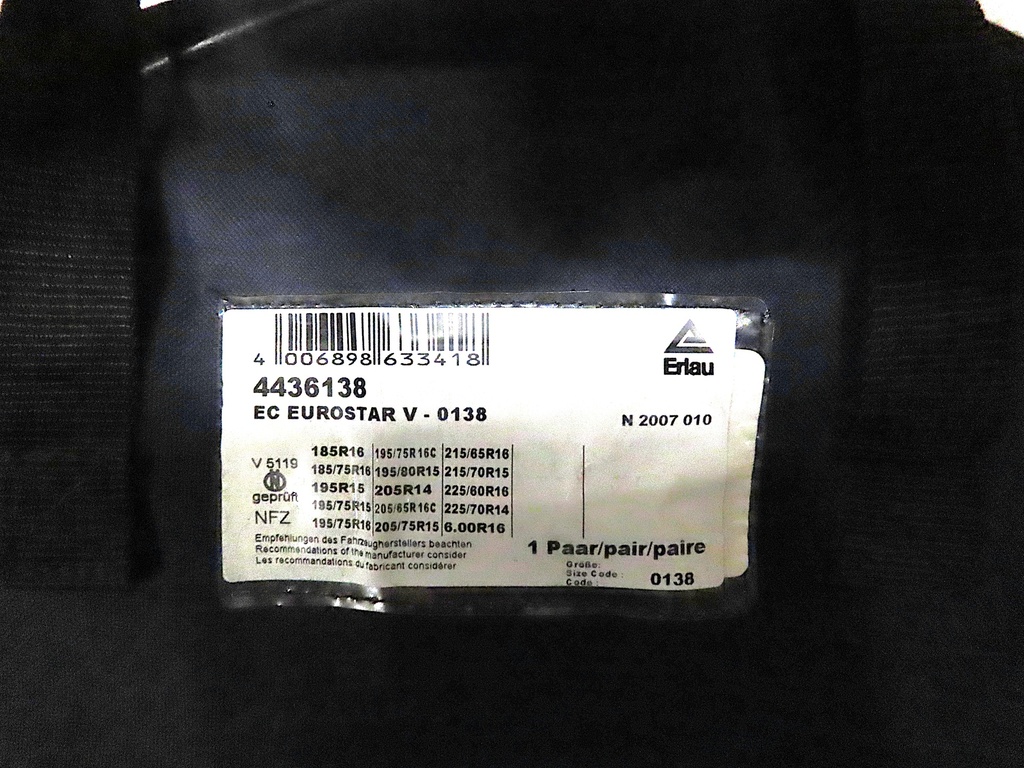 4 006898 633418
Erlau
4436138
EC EUROSTAR V - 0138
N 2007 010
185R16 195/75R16C 215/65R16
V 5119 185/75R16 195/80R15 215/70R15
195R15 205R14 225/60R16
geprüft 195/75R15 205/65R16C 225/70R14
NFZ 195/75R16 205/75R15 6.00R16
Empfehlungen des Fahrzeugherstellers beachten
Recommendations of the manufacturer consider
Les recommandations du fabricant considérer
1 Paar/pair/paire
Größe:
Size Code :
Code : 0138